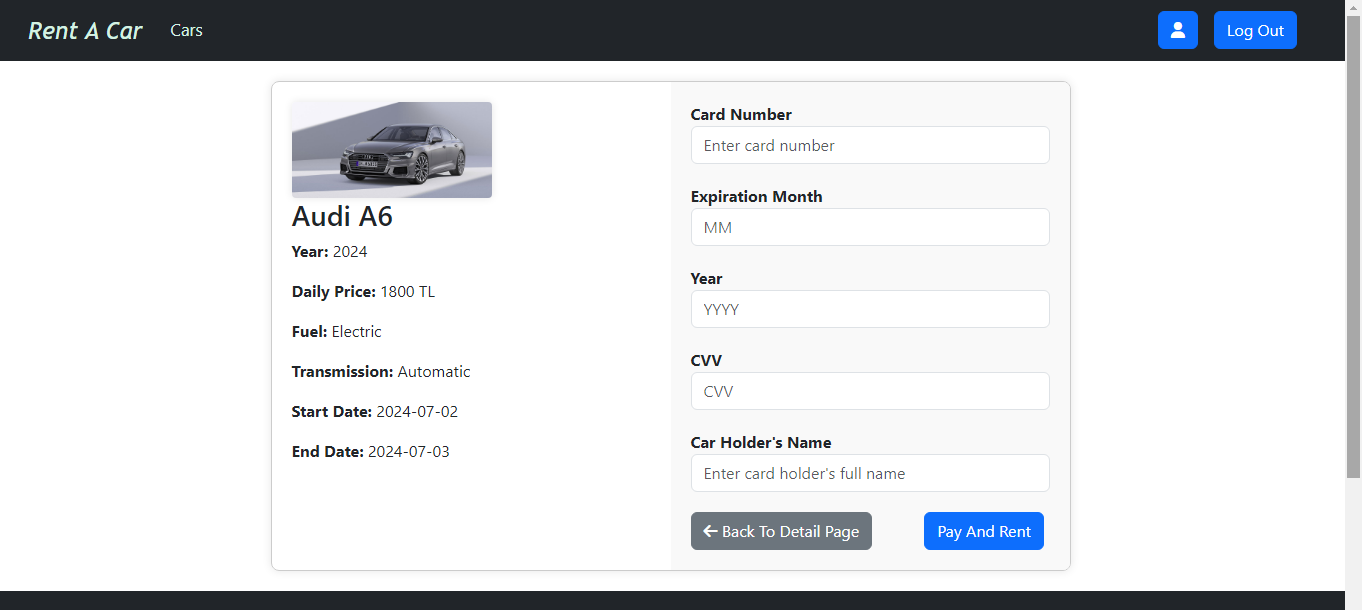 Rent A Car
Cars
Log Out
Audi A6
Year: 2024
Daily Price: 1800 TL
Fuel: Electric
Transmission: Automatic
Start Date: 2024-07-02
End Date: 2024-07-03
Card Number
Enter card number
Expiration Month
MM
Year
YYYY
CVV
CVV
Car Holder's Name
Enter card holder's full name
Back To Detail Page
Pay And Rent